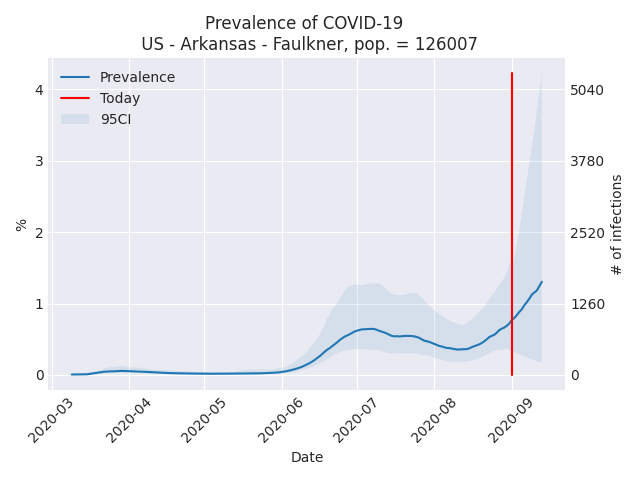 Prevalence of COVID-19
US - Arkansas - Faulkner, pop. = 126007
Prevalence
Today
95CI
4
3
2
1
0
%
5040
3780
2520
1260
0
# of infections
2020-03
2020-04
2020-05
2020-06
2020-07
2020-08
2020-09
Date